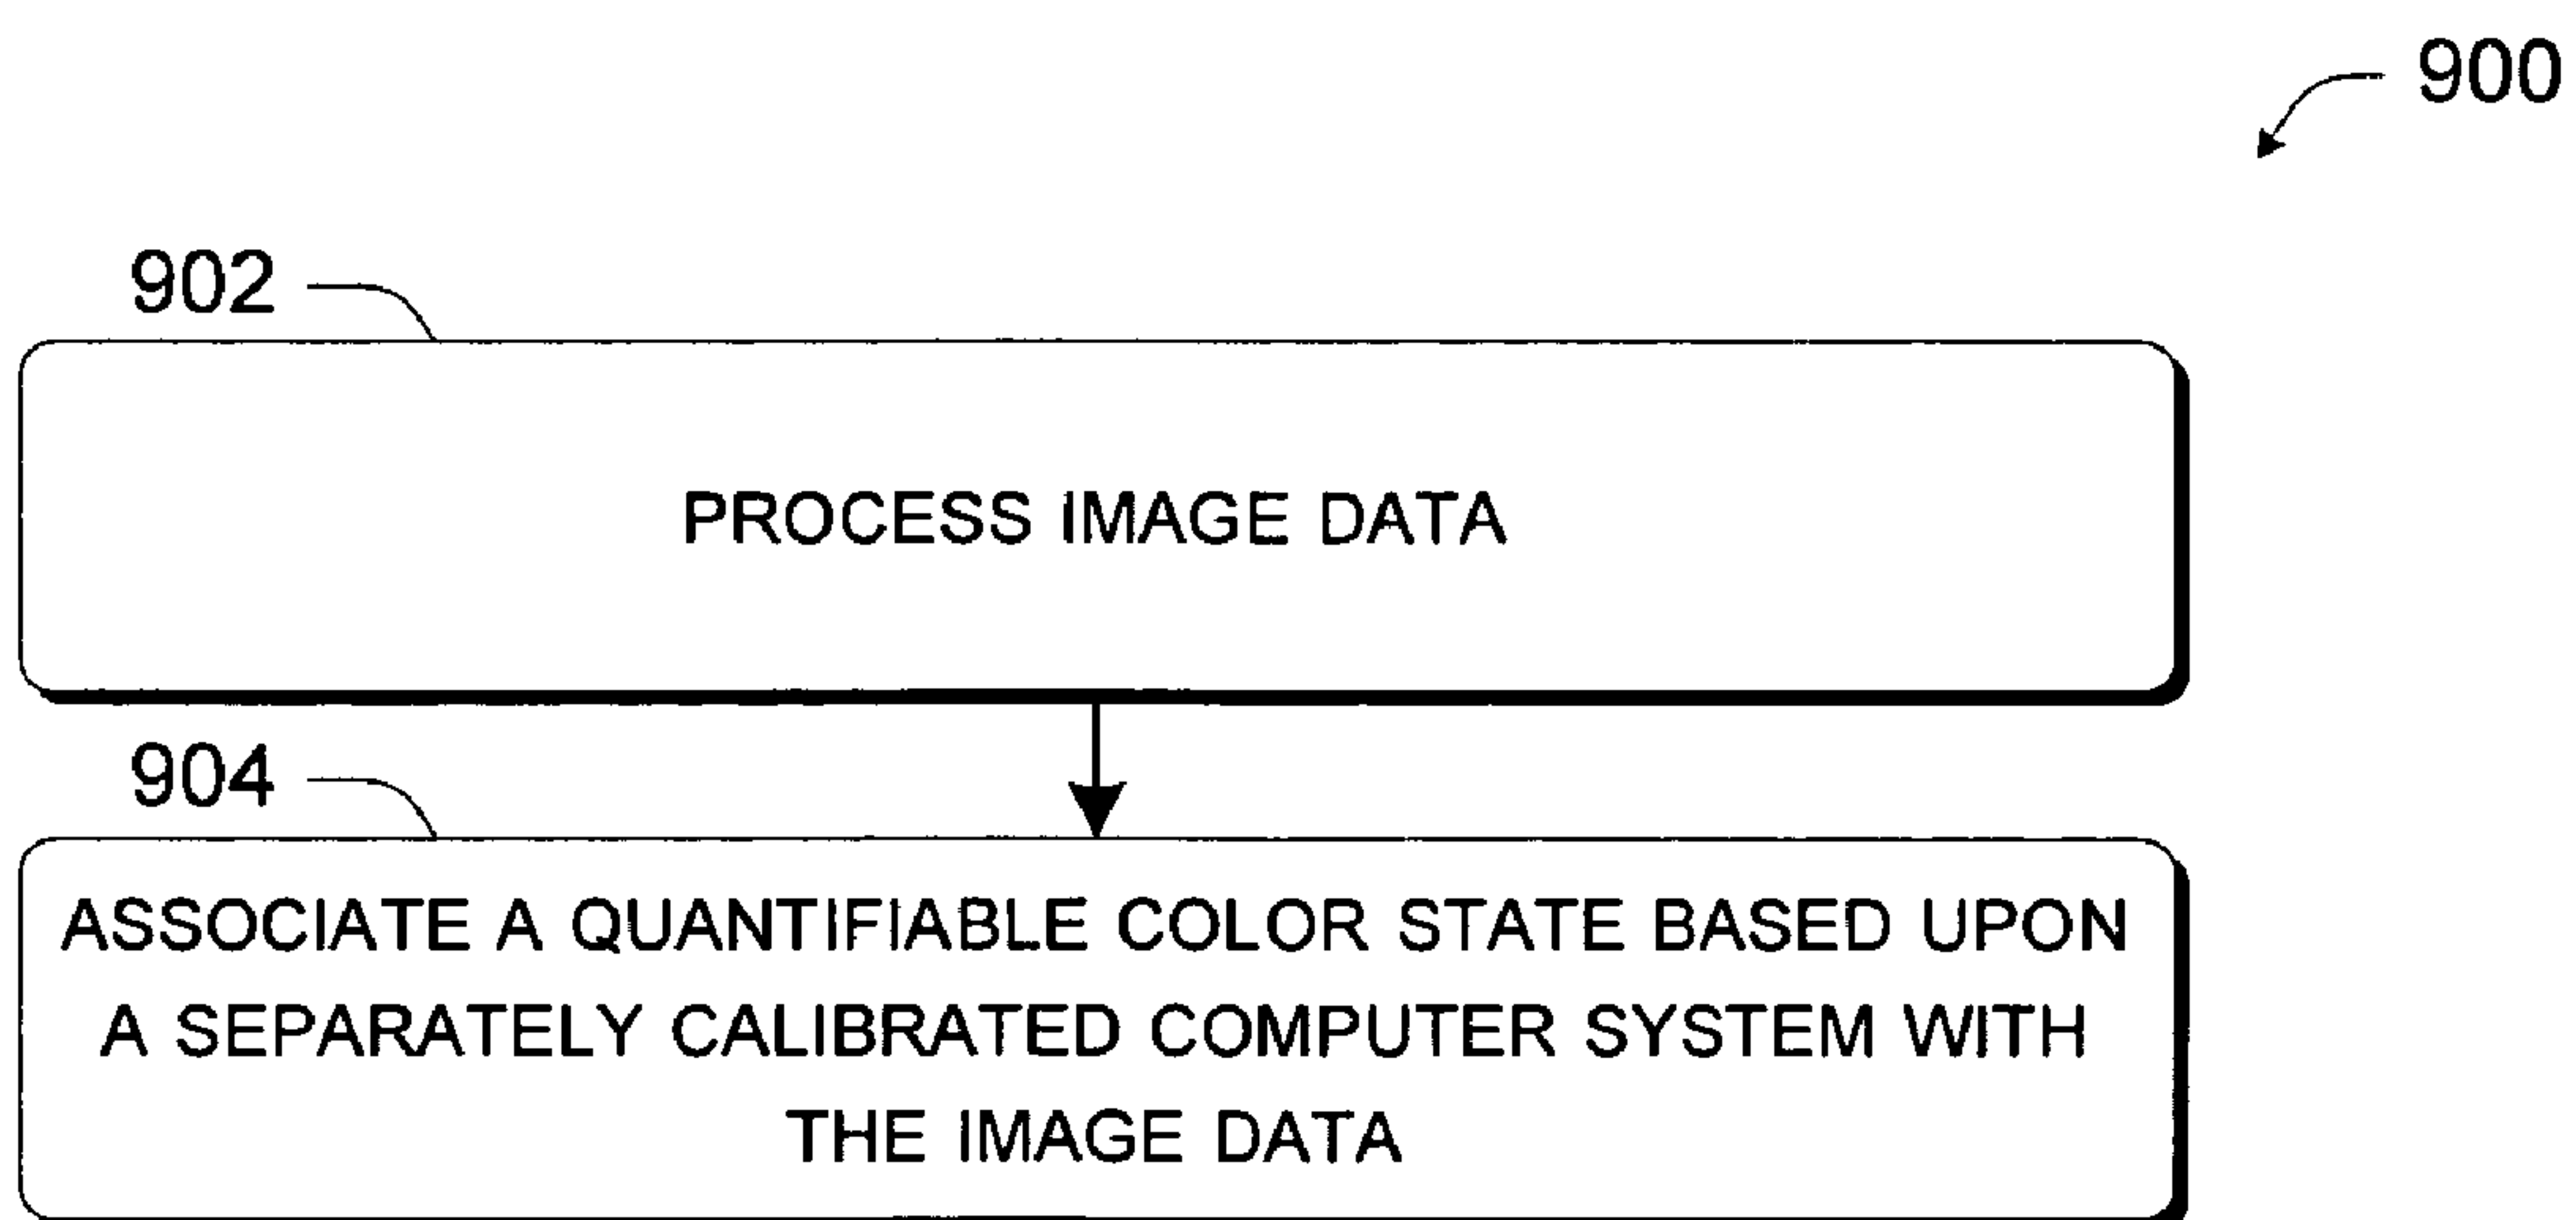 900
902
PROCESS IMAGE DATA
904
ASSOCIATE A QUANTIFIABLE COLOR STATE BASED UPON
A SEPARATELY CALIBRATED COMPUTER SYSTEM WITH
THE IMAGE DATA